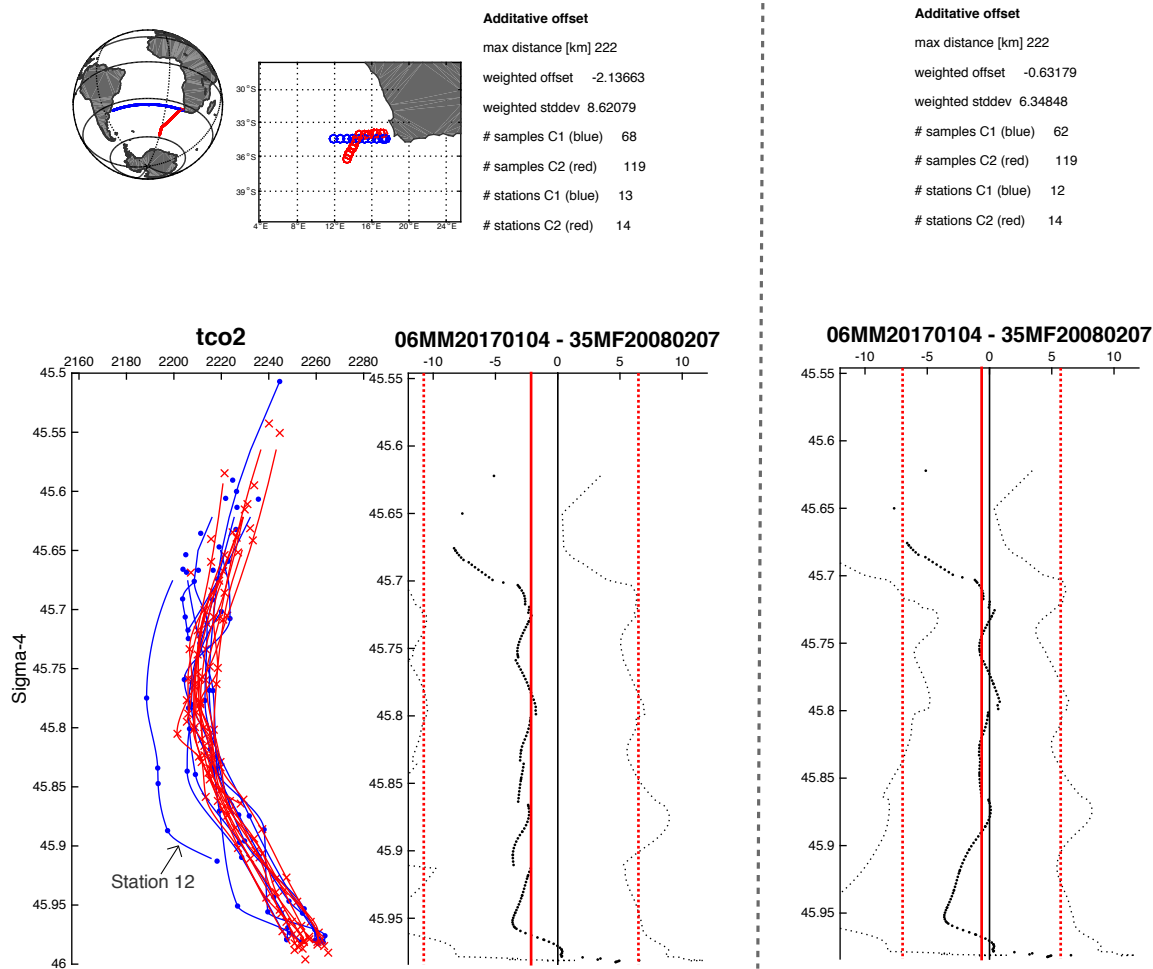 Additative offset
max distance [km] 222
weighted offset -2.13663
weighted stddev 8.62079
# samples C1 (blue) 68
# samples C2 (red) 119
# stations C1 (blue) 13
# stations C2 (red) 14
30°S
33°S
36°S
39°S
4°E 8°E 12°E 16°E 20°E 24°E
Additative offset
max distance [km] 222
weighted offset -0.63179
weighted stddev 6.34848
# samples C1 (blue) 62
# samples C2 (red) 119
# stations C1 (blue) 12
# stations C2 (red) 14
tco2
2160 2180 2200 2220 2240 2260 2280
45.5
45.55
45.6
45.65
45.7
45.75
45.8
45.85
45.9
45.95
46
Sigma-4
Station 12
06MM20170104 - 35MF20080207
-10 -5 0 5 10
45.55
45.6
45.65
45.7
45.75
45.8
45.85
45.9
45.95
06MM20170104 - 35MF20080207
-10 -5 0 5 10
45.55
45.6
45.65
45.7
45.75
45.8
45.85
45.9
45.95